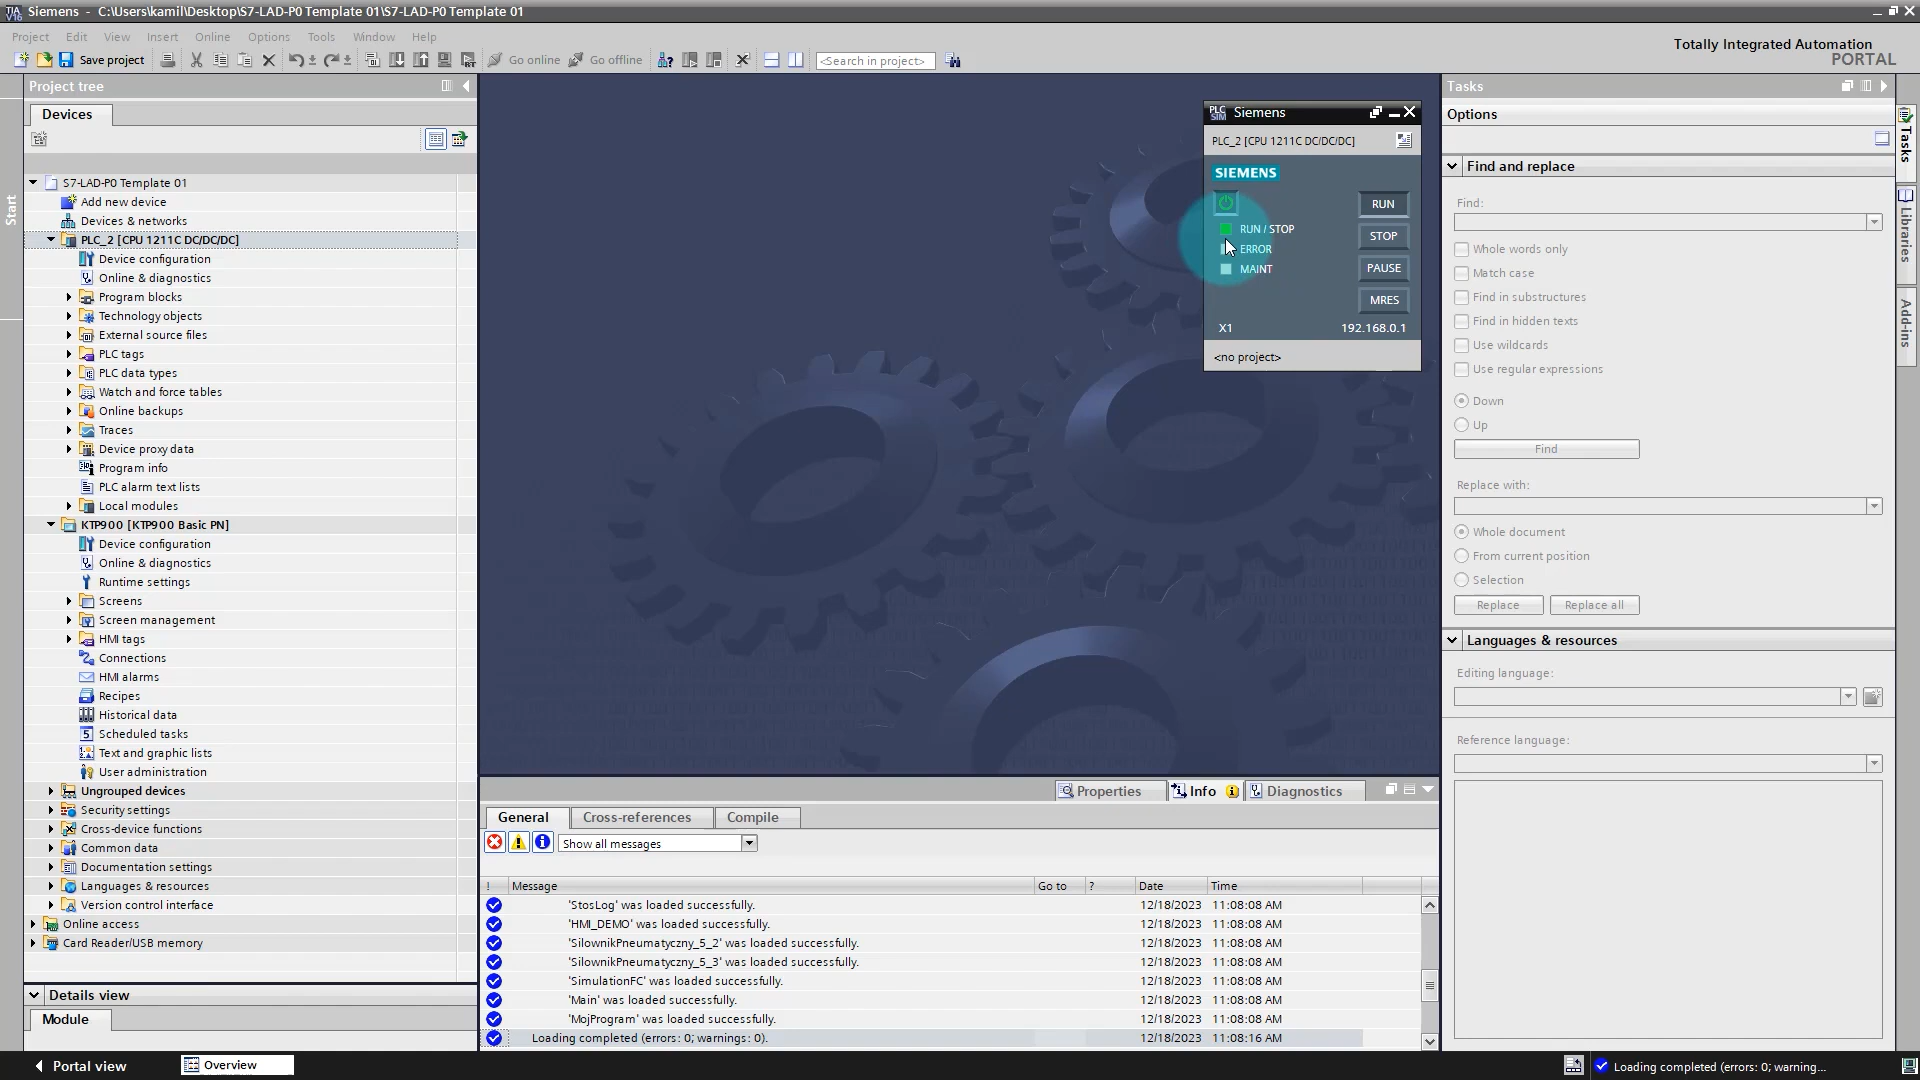 Siemens - C:\Users\kamil\Desktop\S7-LAD-P0 Template 01\S7-LAD-P0 Template 01
Project Edit View Insert Online Options Tools Window Help
Totally Integrated Automation
PORTAL
Save project
Go online
Go offline
<Search in project>
Project tree
Devices
Start
S7-LAD-P0 Template 01
Add new device
Devices & networks
PLC_2 [CPU 1211C DC/DC/DC]
Device configuration
Online & diagnostics
Program blocks
Technology objects
External source files
PLC tags
PLC data types
Watch and force tables
Online backups
Traces
Device proxy data
Program info
PLC alarm text lists
Local modules
KTP900 [KTP900 Basic PN]
Device configuration
Online & diagnostics
Runtime settings
Screens
Screen management
HMI tags
Connections
HMI alarms
Recipes
Historical data
Scheduled tasks
Text and graphic lists
User administration
Ungrouped devices
Security settings
Cross-device functions
Common data
Documentation settings
Languages & resources
Version control interface
Online access
Card Reader/USB memory
Details view
Module
Portal view
Overview
PLC SIM
Siemens
PLC_2 [CPU 1211C DC/DC/DC]
SIEMENS
RUN
RUN / STOP
STOP
ERROR
MAINT
PAUSE
MRES
X1 192.168.0.1
<no project>
Properties
Info
Diagnostics
General
Cross-references
Compile
Show all messages
! Message Go to ? Date Time
'StosLog' was loaded successfully. 12/18/2023 11:08:08 AM
'HMI_DEMO' was loaded successfully. 12/18/2023 11:08:08 AM
'SilownikPneumatyczny_5_2' was loaded successfully. 12/18/2023 11:08:08 AM
'SilownikPneumatyczny_5_3' was loaded successfully. 12/18/2023 11:08:08 AM
'SimulationFC' was loaded successfully. 12/18/2023 11:08:08 AM
'Main' was loaded successfully. 12/18/2023 11:08:08 AM
'MojProgram' was loaded successfully. 12/18/2023 11:08:08 AM
Loading completed (errors: 0; warnings: 0). 12/18/2023 11:08:16 AM
Tasks
Options
Find and replace
Find:
Whole words only
Match case
Find in substructures
Find in hidden texts
Use wildcards
Use regular expressions
Down
Up
Find
Replace with:
Whole document
From current position
Selection
Replace
Replace all
Languages & resources
Editing language:
Reference language:
Tasks
Libraries
Add-ins
Loading completed (errors: 0; warning...